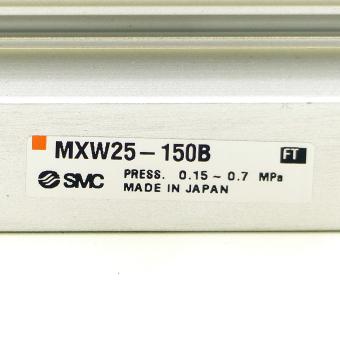 MXW25-150B FT
SMC PRESS. 0.15~0.7 MPa
MADE IN JAPAN